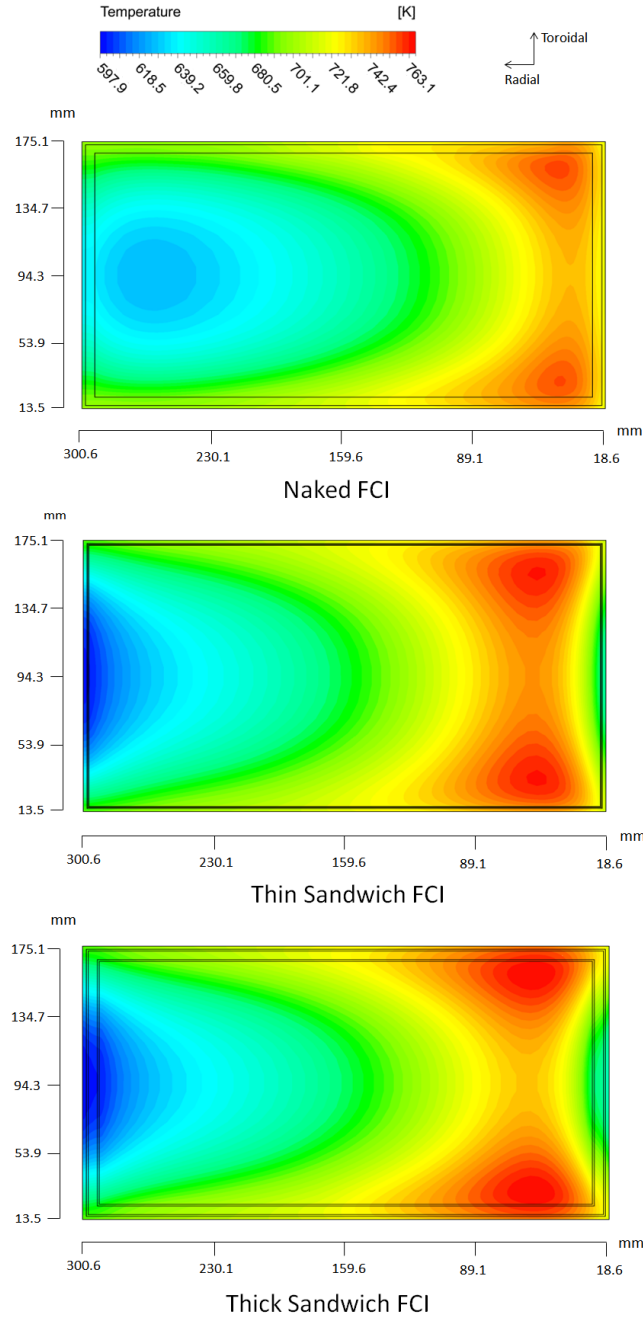 Temperature [K]
597.9 618.5 639.2 659.8 680.5 701.1 721.8 742.4 763.1
Toroidal
Radial
mm
175.1
134.7
94.3
53.9
13.5
mm
300.6 230.1 159.6 89.1 18.6
Naked FCI
mm
175.1
134.7
94.3
53.9
13.5
mm
300.6 230.1 159.6 89.1 18.6
Thin Sandwich FCI
mm
175.1
134.7
94.3
53.9
13.5
mm
300.6 230.1 159.6 89.1 18.6
Thick Sandwich FCI